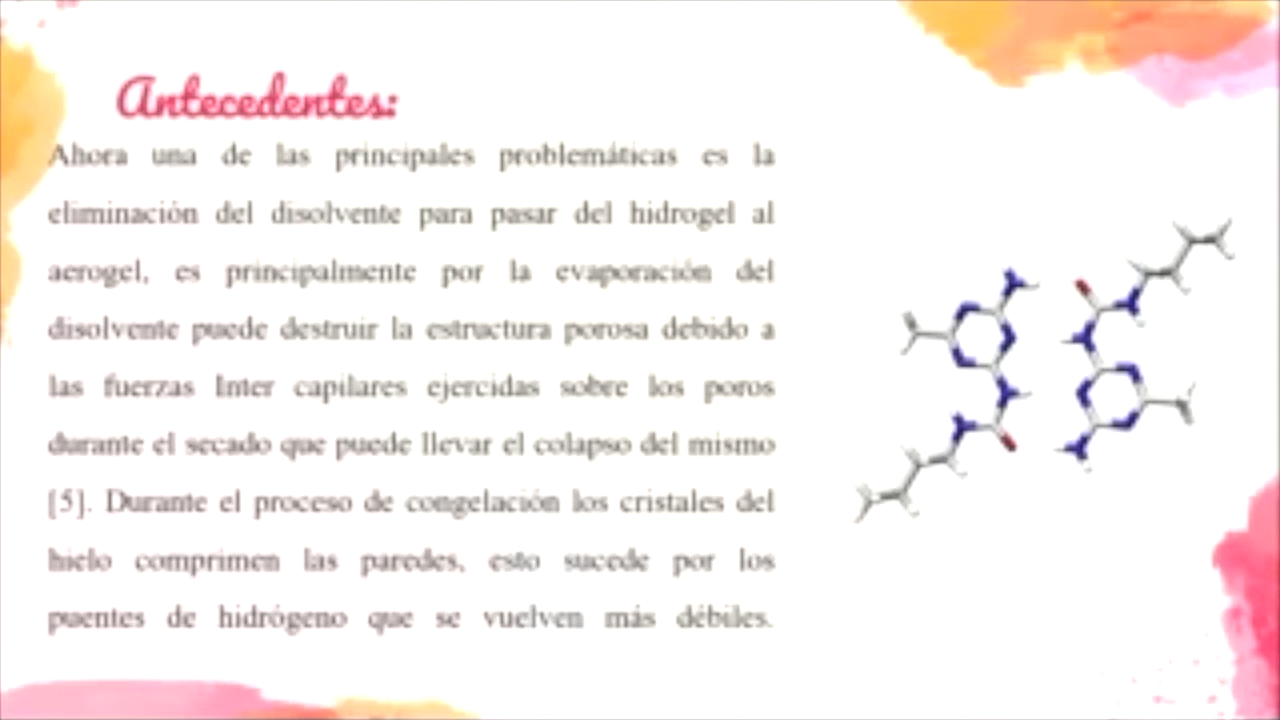 Antecedentes:
Ahora una de las principales problemáticas es la
eliminación del disolvente para pasar del hidrogel al
aerogel, es principalmente por la evaporación del
disolvente puede destruir la estructura porosa debido a
las fuerzas Inter capilares ejercidas sobre los poros
durante el secado que puede llevar el colapso del mismo
[5]. Durante el proceso de congelación los cristales del
hielo comprimen las paredes, esto sucede por los
puentes de hidrógeno que se vuelven más débiles.